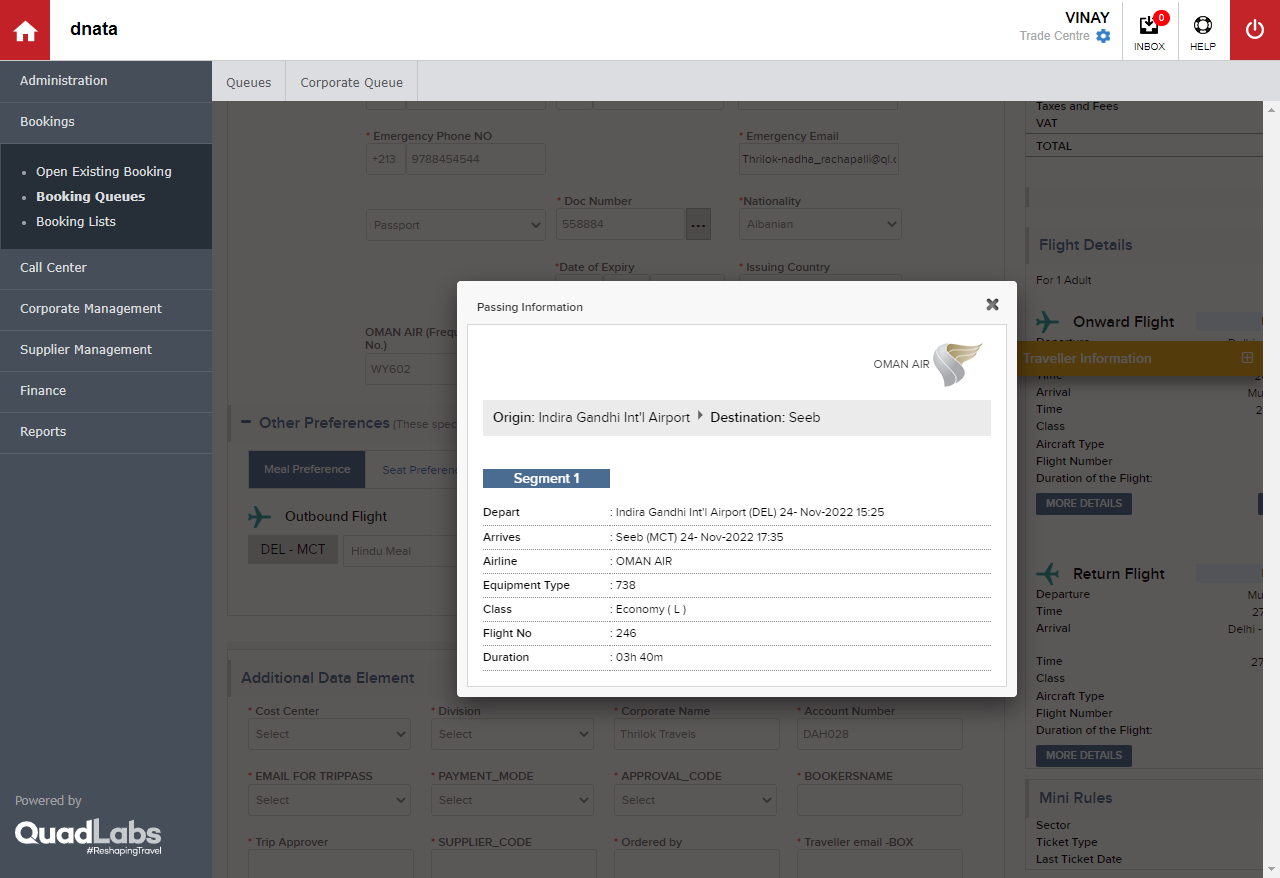 dnata
VINAY
Trade Centre
0
INBOX
HELP
Administration
Bookings
Open Existing Booking
Booking Queues
Booking Lists
Call Center
Corporate Management
Supplier Management
Finance
Reports
Powered by
QuadLabs
#ReshapingTravel
Queues
Corporate Queue
* Emergency Phone NO
* Emergency Email
+213
9788454544
Thrilok-nadha_rachapalli@ql.c
* Doc Number
*Nationality
Passport
558884
...
Albanian
*Date of Expiry
* Issuing Country
OMAN AIR (Frequ
No.)
WY602
Other Preferences (These spec
Meal Preference
Seat Preferen
Outbound Flight
DEL - MCT
Hindu Meal
Passing Information
OMAN AIR
Origin: Indira Gandhi Int'l Airport Destination: Seeb
Segment 1
Depart : Indira Gandhi Int'l Airport (DEL) 24- Nov-2022 15:25
Arrives : Seeb (MCT) 24- Nov-2022 17:35
Airline : OMAN AIR
Equipment Type : 738
Class : Economy ( L )
Flight No : 246
Duration : 03h 40m
Additional Data Element
* Cost Center
* Division
* Corporate Name
* Account Number
Select
Select
Thrilok Travels
DAH028
* EMAIL FOR TRIPPASS
* PAYMENT_MODE
* APPROVAL_CODE
* BOOKERSNAME
Select
Select
Select
* Trip Approver
* SUPPLIER_CODE
* Ordered by
* Traveller email -BOX
Taxes and Fees
VAT
TOTAL
Flight Details
For 1 Adult
Onward Flight
Traveller Information
Arrival Mu
Time 2
Class
Aircraft Type
Flight Number
Duration of the Flight:
MORE DETAILS
Return Flight
Departure Mu
Time 27
Arrival Delhi -
Time 27
Class
Aircraft Type
Flight Number
Duration of the Flight:
MORE DETAILS
Mini Rules
Sector
Ticket Type
Last Ticket Date